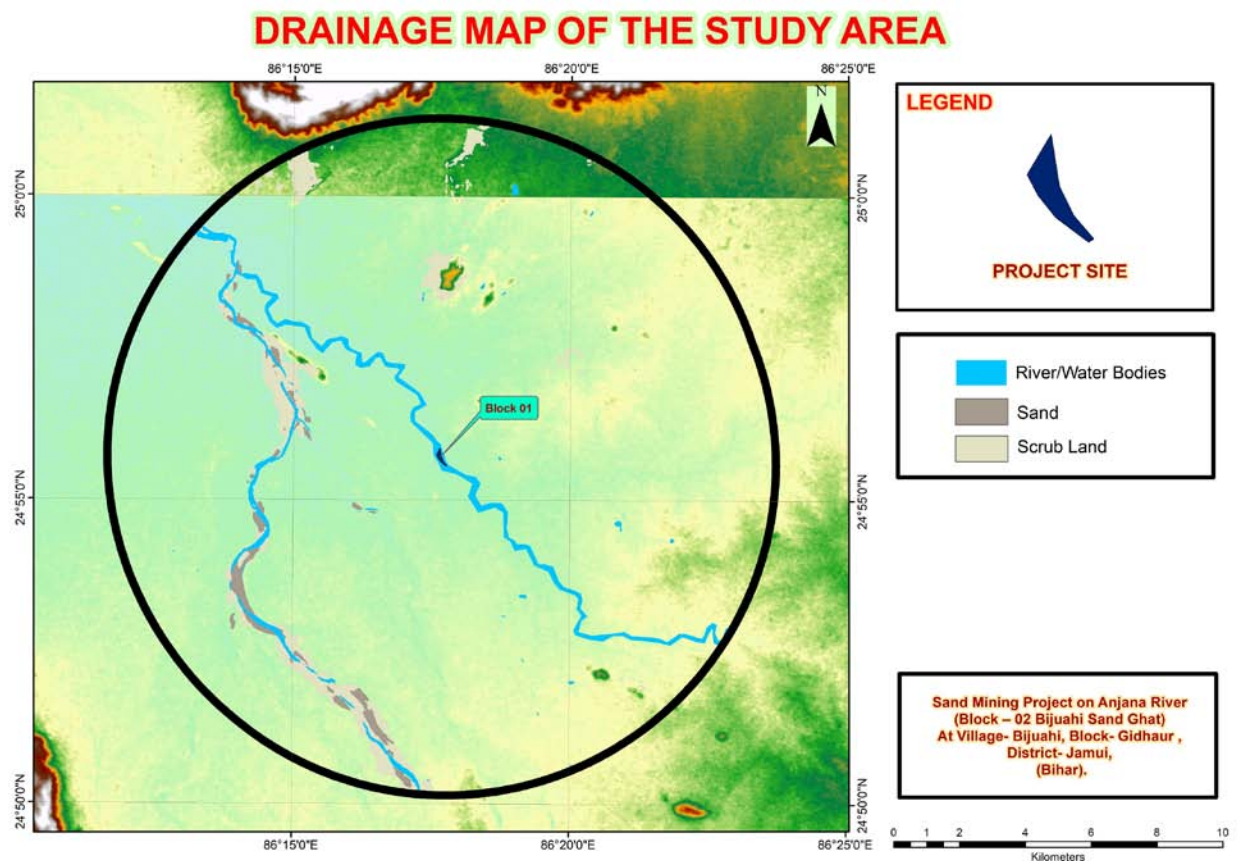 DRAINAGE MAP OF THE STUDY AREA
86°15'0"E
86°20'0"E
86°25'0"E
N
25°0'0"N
25°0'0"N
24°55'0"N
24°55'0"N
24°50'0"N
24°50'0"N
Block 01
86°15'0"E
86°20'0"E
86°25'0"E
LEGEND
PROJECT SITE
River/Water Bodies
Sand
Scrub Land
Sand Mining Project on Anjana River
(Block – 02 Bijuahi Sand Ghat)
At Village- Bijuahi, Block- Gidhaur ,
District- Jamui,
(Bihar).
0 1 2 4 6 8 10
Kilometers